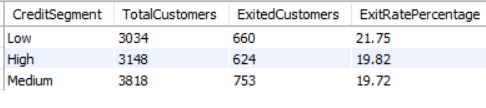 CreditSegment TotalCustomers ExitedCustomers ExitRatePercentage
Low 3034 660 21.75
High 3148 624 19.82
Medium 3818 753 19.72